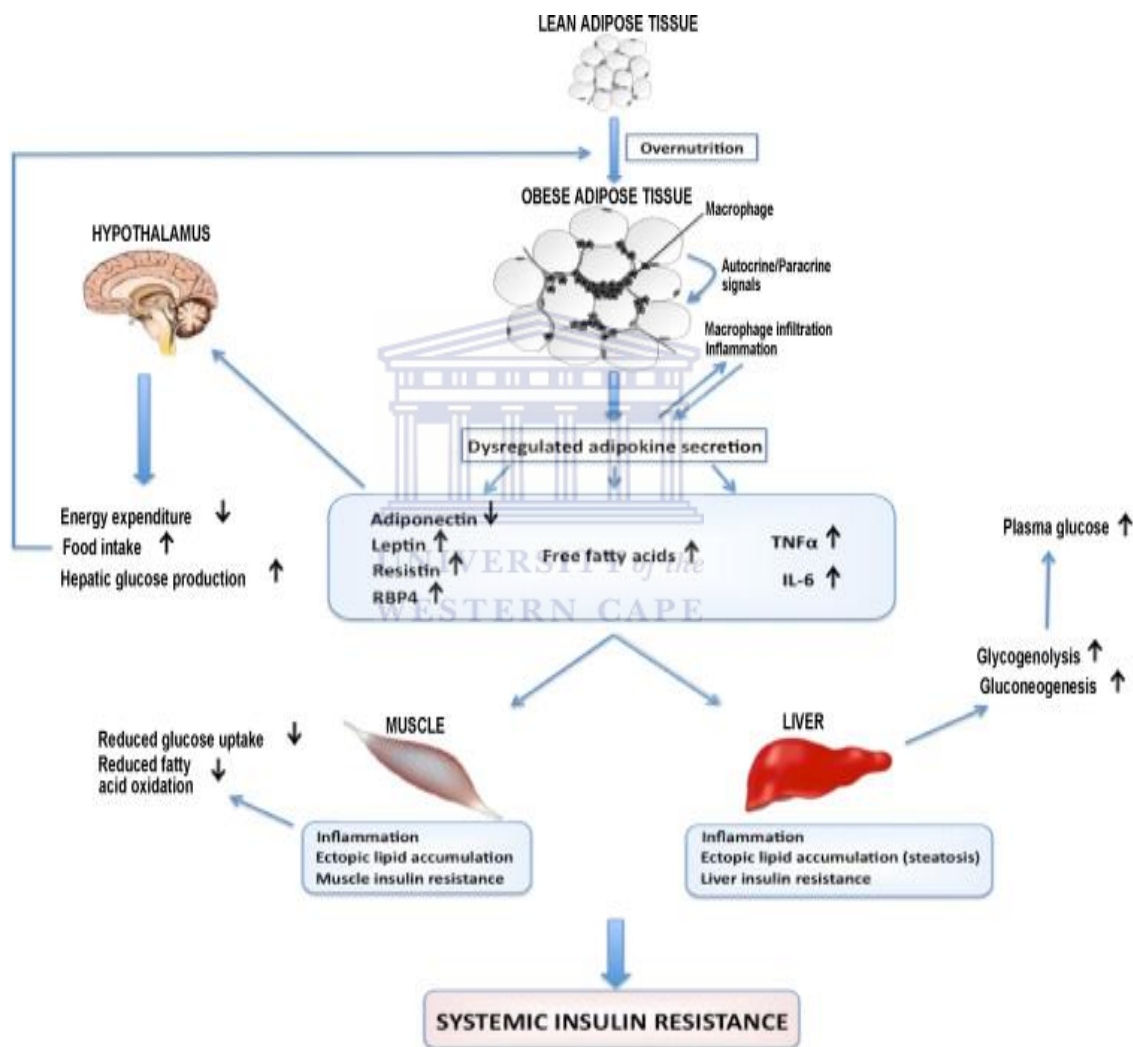 LEAN ADIPOSE TISSUE
Overnutrition
OBESE ADIPOSE TISSUE
Macrophage
Autocrine/Paracrine
signals
Macrophage infiltration
Inflammation
HYPOTHALAMUS
Dysregulated adipokine secretion
Energy expenditure ↓
Food intake ↑
Hepatic glucose production ↑
Adiponectin ↓
Leptin ↑
Resistin ↑
RBP4 ↑
Free fatty acids ↑
TNFα ↑
IL-6 ↑
UNIVERSITY of the
WESTERN CAPE
Plasma glucose ↑
Glycogenolysis ↑
Gluconeogenesis ↑
MUSCLE
Reduced glucose uptake ↓
Reduced fatty
acid oxidation ↓
Inflammation
Ectopic lipid accumulation
Muscle insulin resistance
LIVER
Inflammation
Ectopic lipid accumulation (steatosis)
Liver insulin resistance
SYSTEMIC INSULIN RESISTANCE